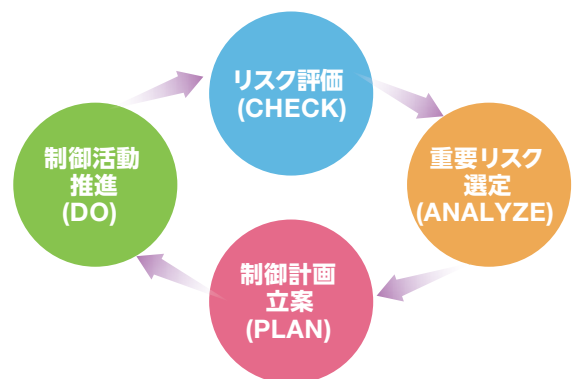 リスク評価
(CHECK)
重要リスク
選定
(ANALYZE)
制御計画
立案
(PLAN)
制御活動
推進
(DO)